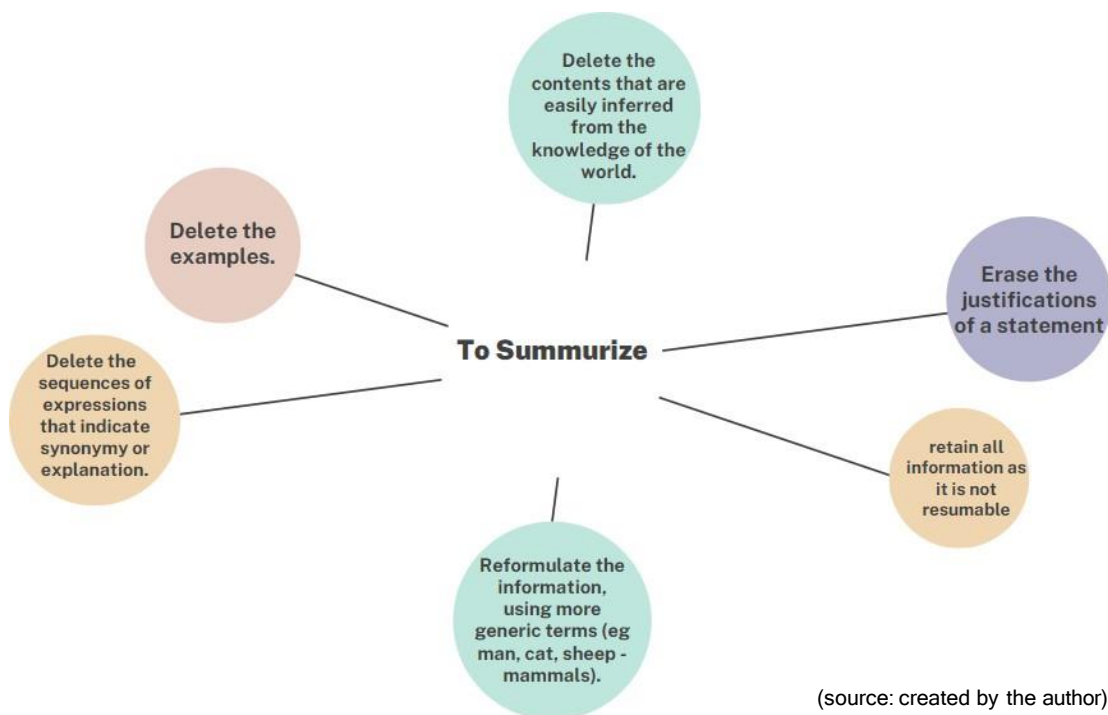 Delete the
contents that are
easily inferred
from the
knowledge of the
world.
Delete the
examples.
Erase the
justifications
of a statement
To Summurize
Delete the
sequences of
expressions
that indicate
synonymy or
explanation.
retain all
information as
it is not
resumable
Reformulate the
information,
using more
generic terms (eg
man, cat, sheep -
mammals).
(source: created by the author)